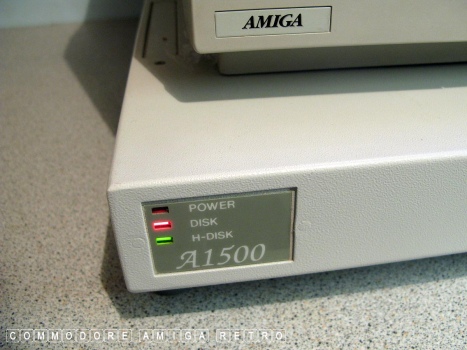 AMIGA
POWER
DISK
H-DISK
A1500
COMMODORE AMIGA RETRO